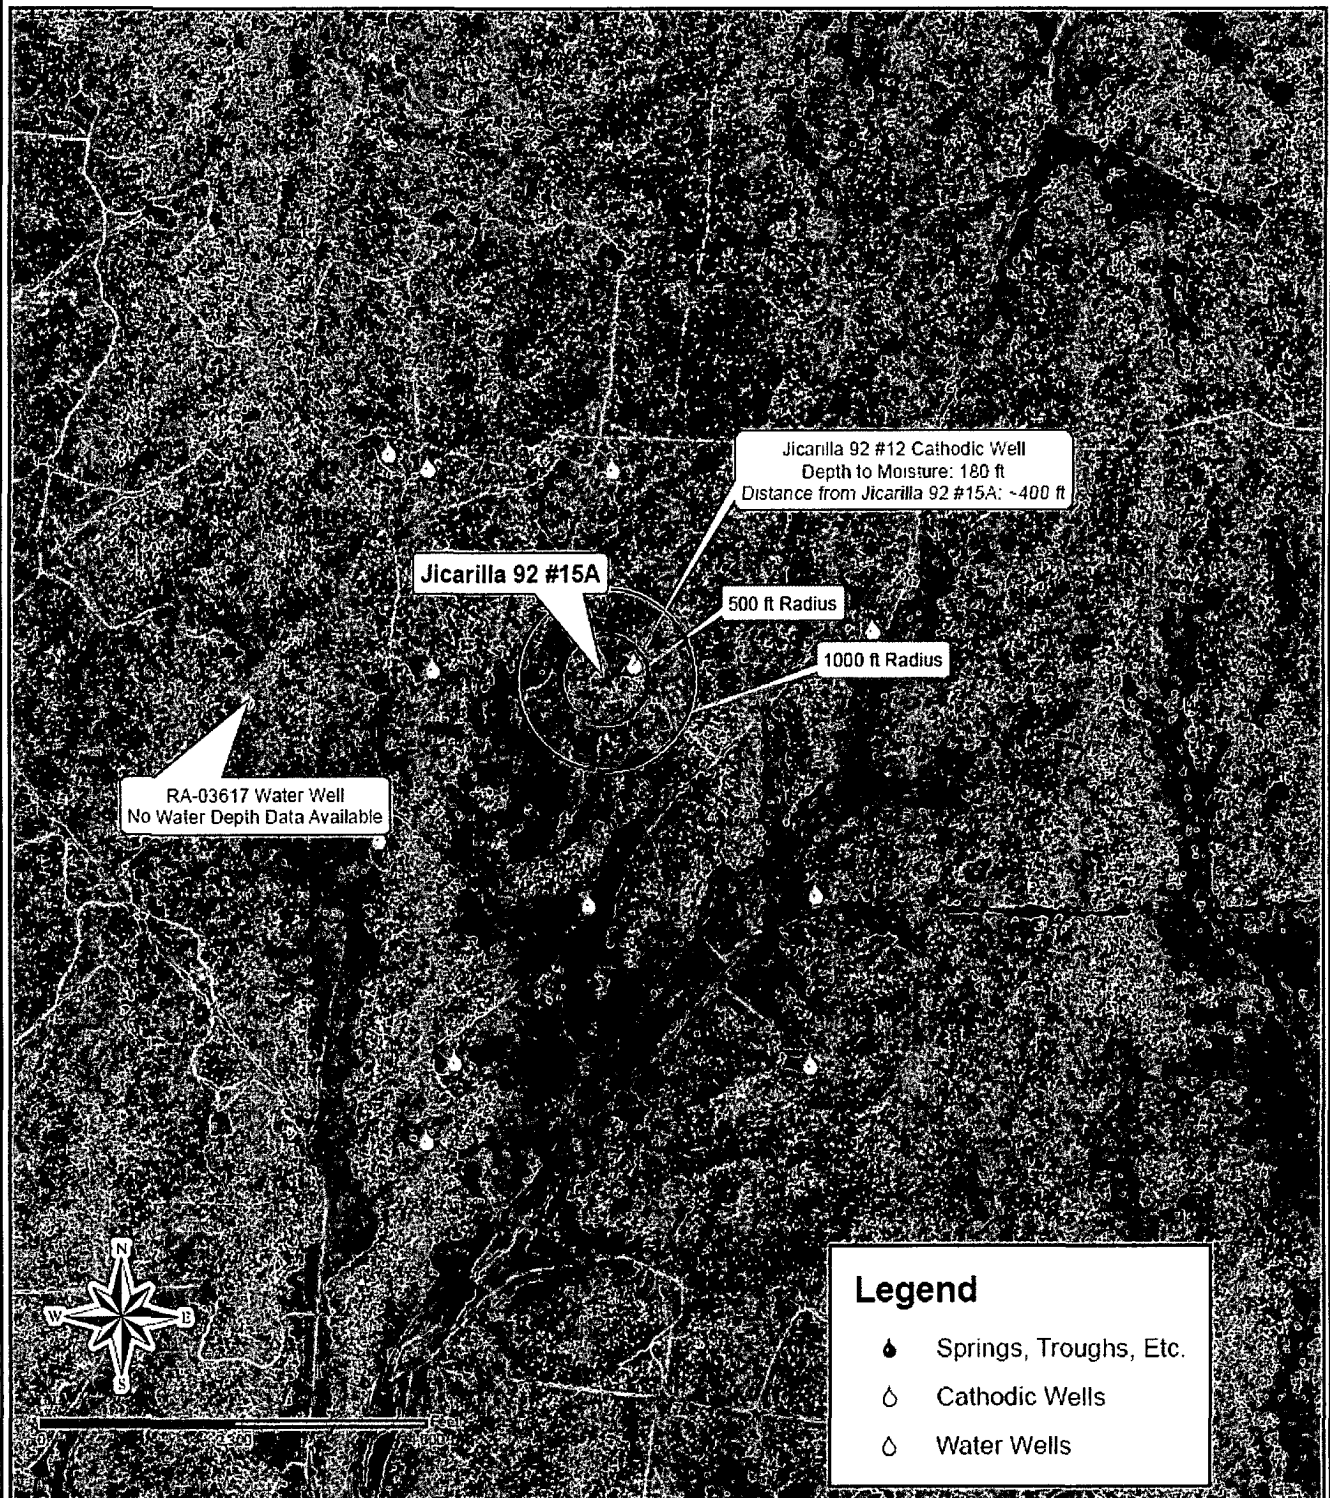 Jicarilla 92 #12 Cathodic Well
Depth to Moisture: 180 ft
Distance from Jicarilla 92 #15A: ~400 ft
Jicarilla 92 #15A
500 ft Radius
1000 ft Radius
RA-03617 Water Well
No Water Depth Data Available
N
W
E
S
Legend
Springs, Troughs, Etc.
Cathodic Wells
Water Wells